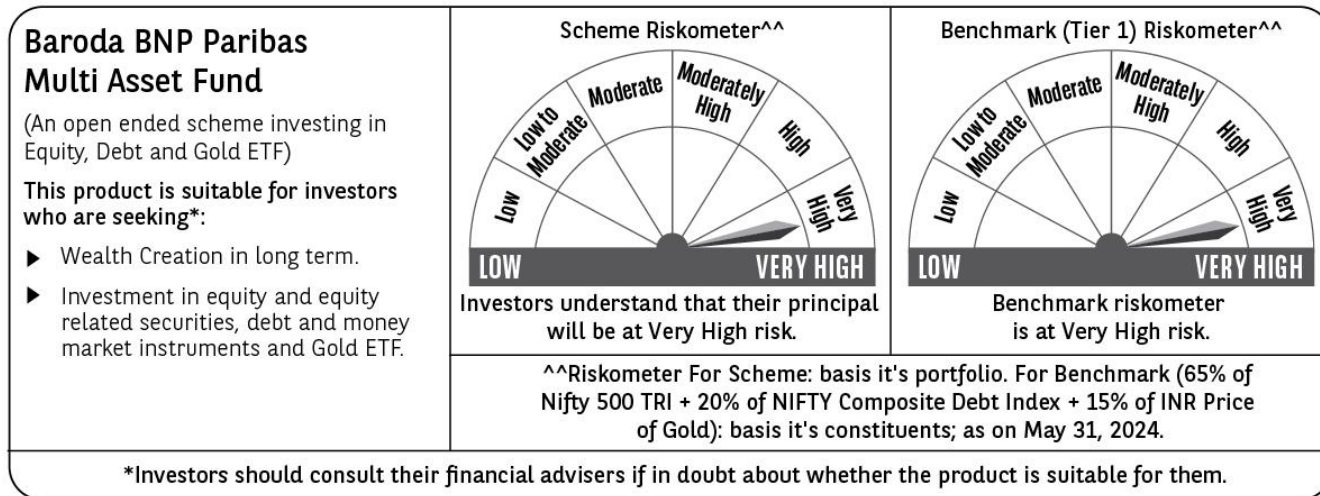 Baroda BNP Paribas
Multi Asset Fund
(An open ended scheme investing in
Equity, Debt and Gold ETF)
This product is suitable for investors
who are seeking*:
▶ Wealth Creation in long term.
▶ Investment in equity and equity
related securities, debt and money
market instruments and Gold ETF.
Scheme Riskometer^^
Low
Low to
Moderate
Moderate
Moderately
High
High
Very
High
LOW VERY HIGH
Investors understand that their principal
will be at Very High risk.
Benchmark (Tier 1) Riskometer^^
Low
Low to
Moderate
Moderate
Moderately
High
High
Very
High
LOW VERY HIGH
Benchmark riskometer
is at Very High risk.
^^Riskometer For Scheme: basis it's portfolio. For Benchmark (65% of
Nifty 500 TRI + 20% of NIFTY Composite Debt Index + 15% of INR Price
of Gold): basis it's constituents; as on May 31, 2024.
*Investors should consult their financial advisers if in doubt about whether the product is suitable for them.